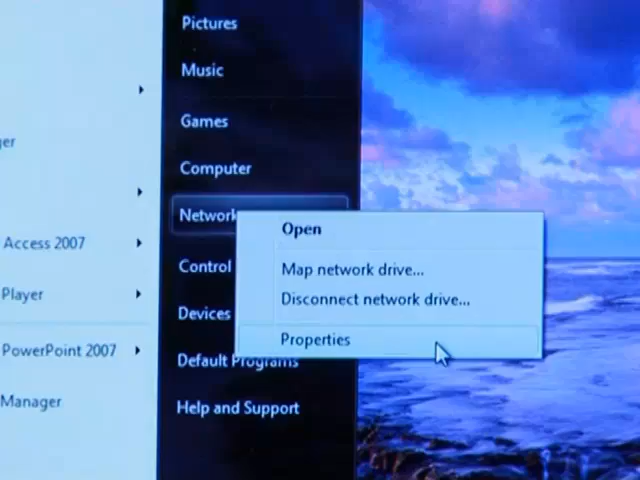 Pictures
Music
Games
er
Computer
Network
Open
Access 2007
Control
Map network drive...
Player
Disconnect network drive...
Devices
Properties
PowerPoint 2007
Default Programs
Manager
Help and Support